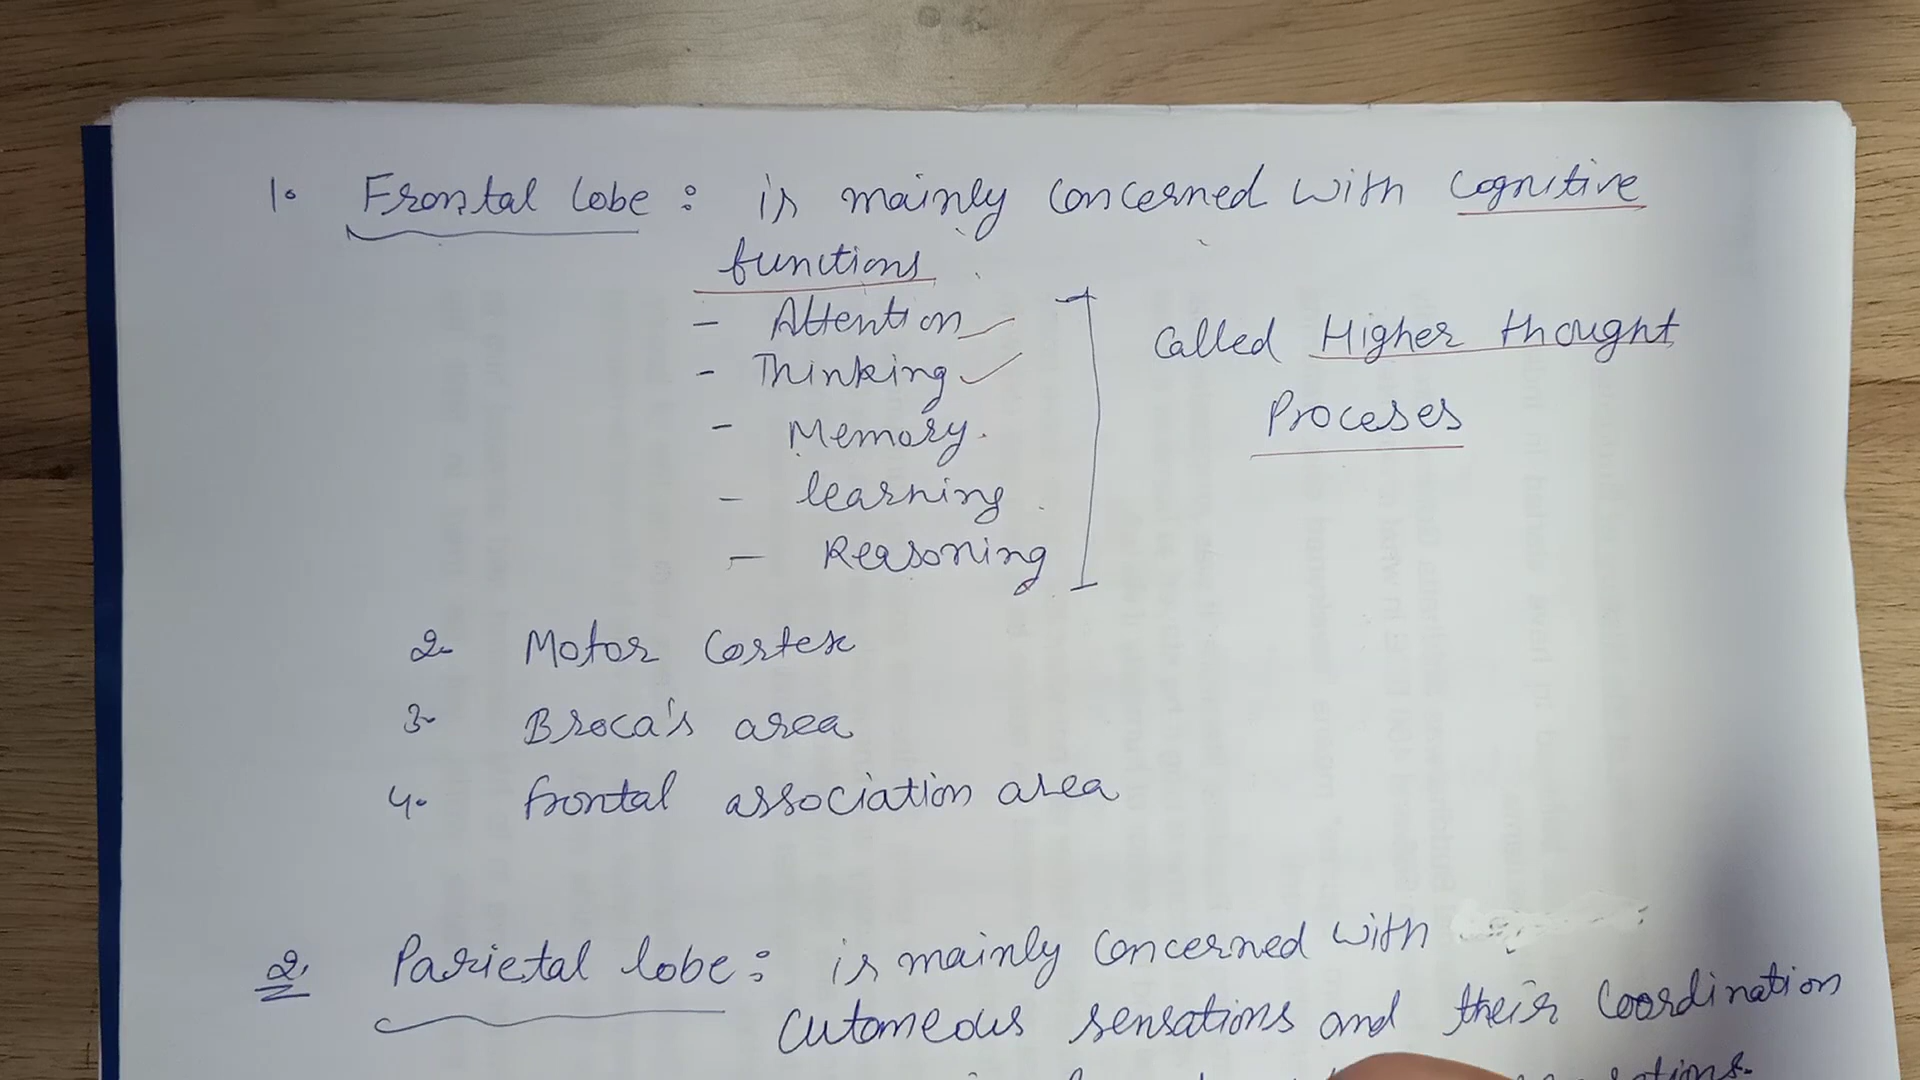 1. Frontal lobe : is mainly concerned with cognitive
functions
- Attention
- Thinking
- Memory.
- learning
- Reasoning
called Higher thought
Proceses
2- Motor Cortex
3- Broca's area
4. frontal association area
2. Parietal lobe : is mainly concerned with
cutaneous sensations and their coordination